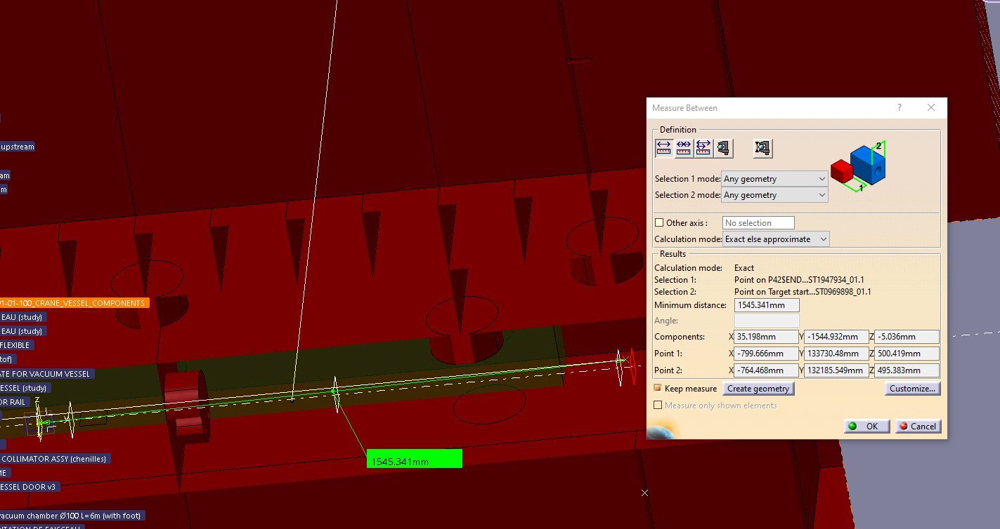 upstream
am
m
01-01-100_CRANE_VESSEL_COMPONENTS
EAU (study)
EAU (study)
FLEXIBLE
tof)
ATE FOR VACUUM VESSEL
ESSEL (study)
OR RAIL
COLLIMATOR ASSY (chenilles)
ME
ESSEL DOOR v3
vacuum chamber Ø100 L=6m (with foot)
NTATION DE FAISCEAU
z
y
x
1545.341mm
Measure Between ?
Definition
2
1
Selection 1 mode: Any geometry
Selection 2 mode: Any geometry
Other axis : No selection
Calculation mode: Exact else approximate
Results
Calculation mode: Exact
Selection 1: Point on P42$END...ST1947934_01.1
Selection 2: Point on Target start...ST0969898_01.1
Minimum distance: 1545.341mm
Angle:
Components: X 35.198mm Y -1544.932mm Z -5.036mm
Point 1: X -799.666mm Y 133730.48mm Z 500.419mm
Point 2: X -764.468mm Y 132185.549mm Z 495.383mm
Keep measure Create geometry Customize...
Measure only shown elements
OK Cancel